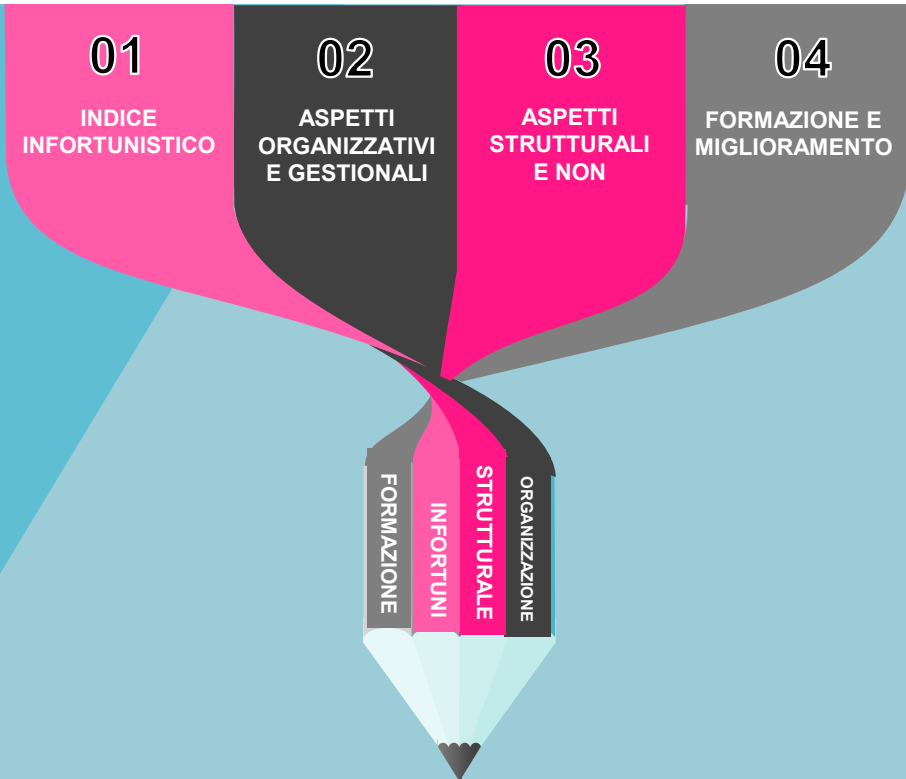 01
INDICE
INFORTUNISTICO
02
ASPETTI
ORGANIZZATIVI
E GESTIONALI
03
ASPETTI
STRUTTURALI
E NON
04
FORMAZIONE E
MIGLIORAMENTO
FORMAZIONE
INFORTUNI
STRUTTURALE
ORGANIZZAZIONE